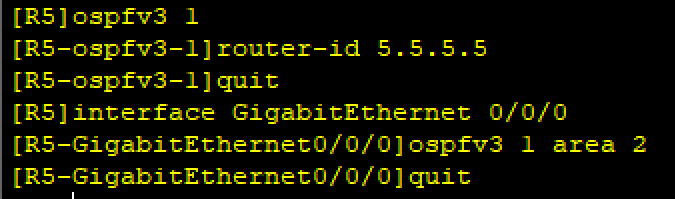 [R5]ospfv3 1
[R5-ospfv3-1]router-id 5.5.5.5
[R5-ospfv3-1]quit
[R5]interface GigabitEthernet 0/0/0
[R5-GigabitEthernet0/0/0]ospfv3 1 area 2
[R5-GigabitEthernet0/0/0]quit